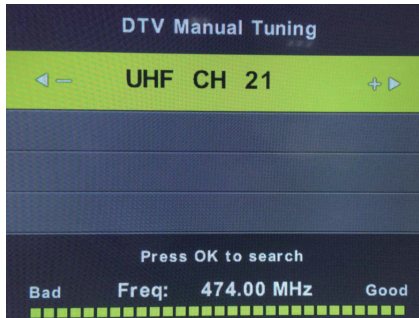 DTV Manual Tuning
UHF CH 21
Press OK to search
Bad Freq: 474.00 MHz Good